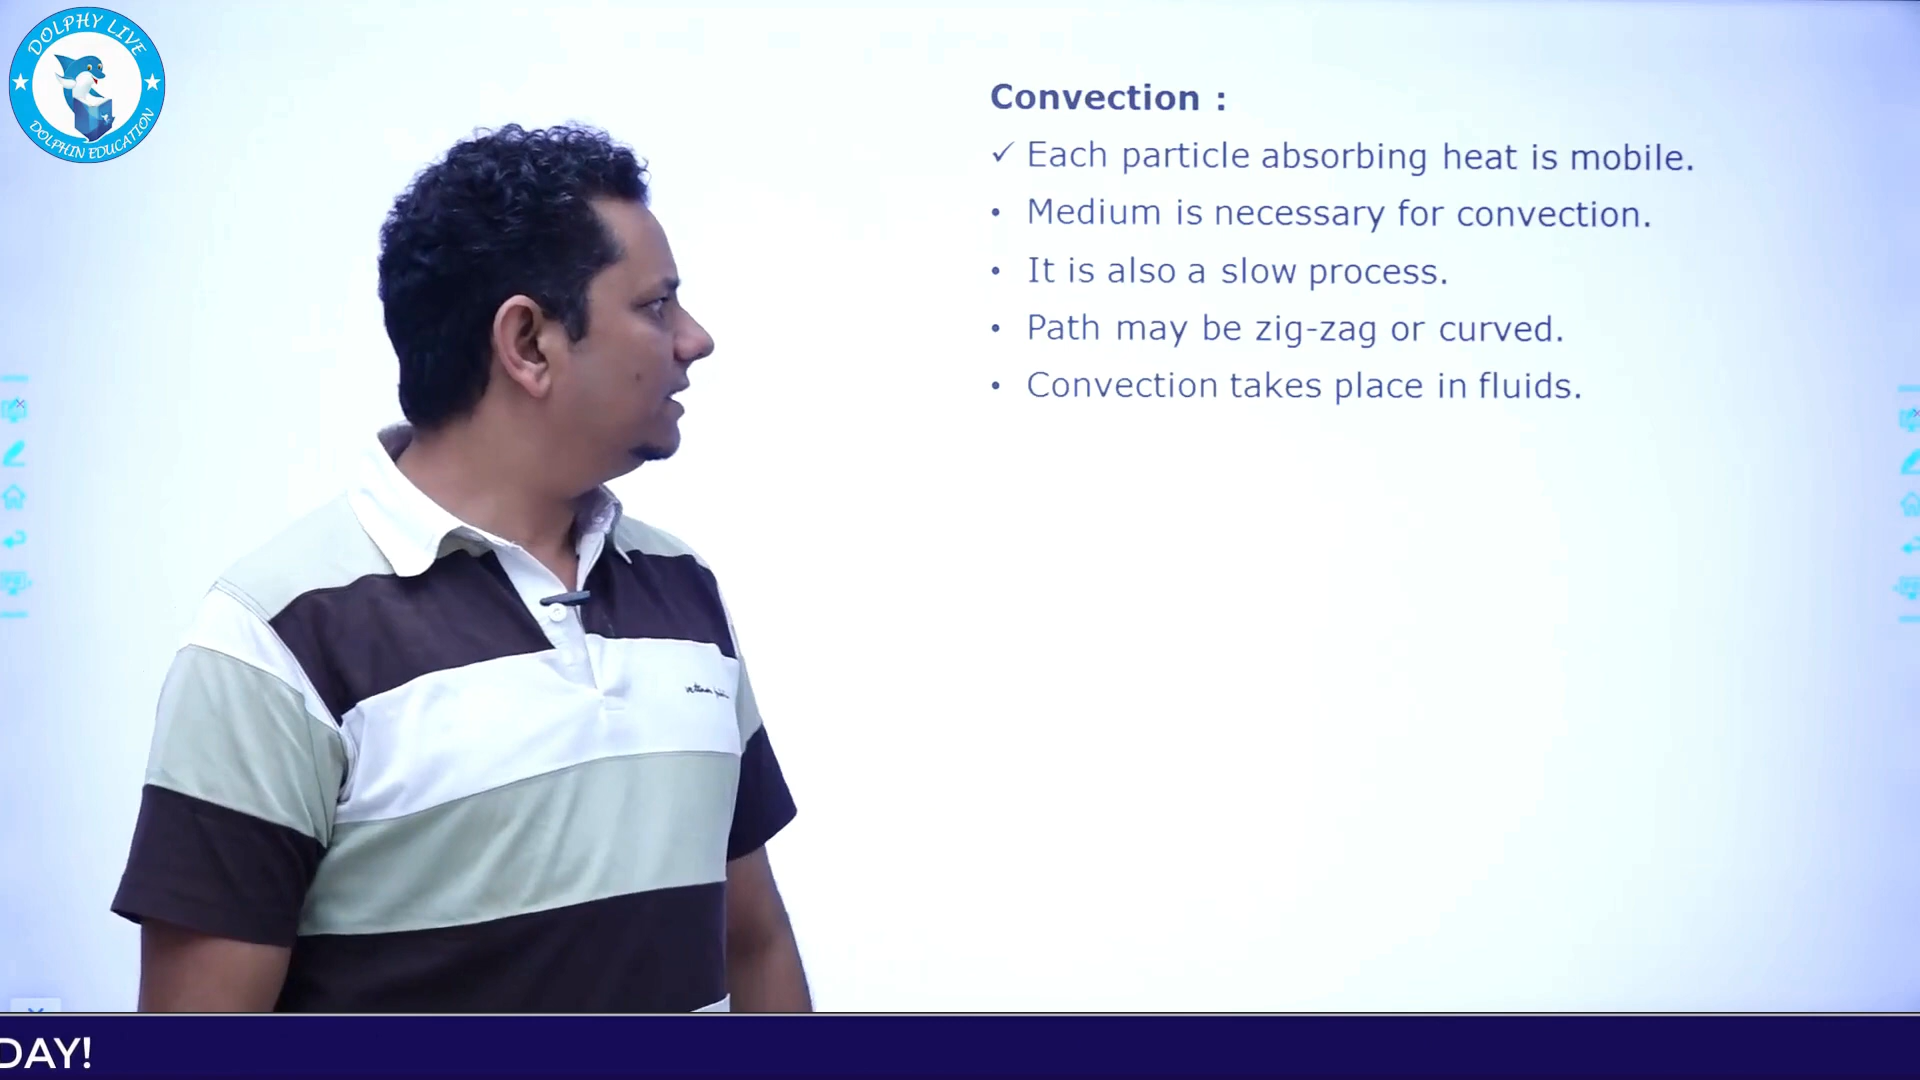 DOLPHY LIVE
DOLPHIN EDUCATION
Convection :
✓ Each particle absorbing heat is mobile.
• Medium is necessary for convection.
• It is also a slow process.
• Path may be zig-zag or curved.
• Convection takes place in fluids.
DAY!